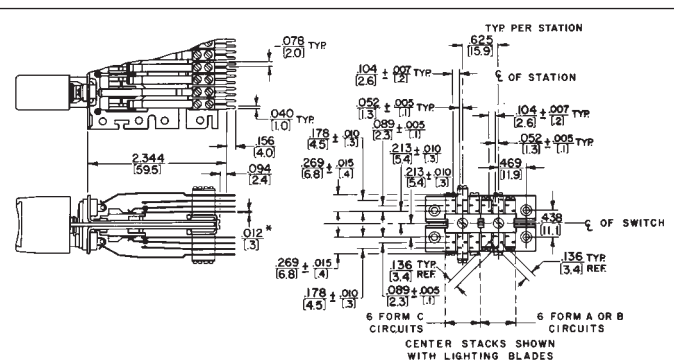 TYP. PER STATION
.625
[15.9]
.078 TYP.
[2.0]
.104 ± .007 TYP.
[2.6] [.2]
℄ OF STATION
.052 ± .005 TYP.
[1.3] [.1]
.104 ± .007 TYP.
[2.6] [.2]
.040 TYP.
[1.0]
.089 ± .005
[2.3] [.1]
.178 ± .010
[4.5] [.3]
.052 ± .005 TYP.
[1.3] [.1]
.156
[4.0]
.213 ± .010
[5.4] [.3]
2.344
[59.5]
.269 ± .015
[6.8] [.4]
.469
[11.9]
.094
[2.4]
.213 ± .010
[5.4] [.3]
.438
[11.1]
℄ OF SWITCH
.012 *
[.3]
.269 ± .015
[6.8] [.4]
.136 TYP.
[3.4] REF.
.136 TYP.
[3.4] REF.
.178 ± .010
[4.5] [.3]
.089 ± .005
[2.3] [.1]
6 FORM C
CIRCUITS
6 FORM A OR B
CIRCUITS
CENTER STACKS SHOWN
WITH LIGHTING BLADES